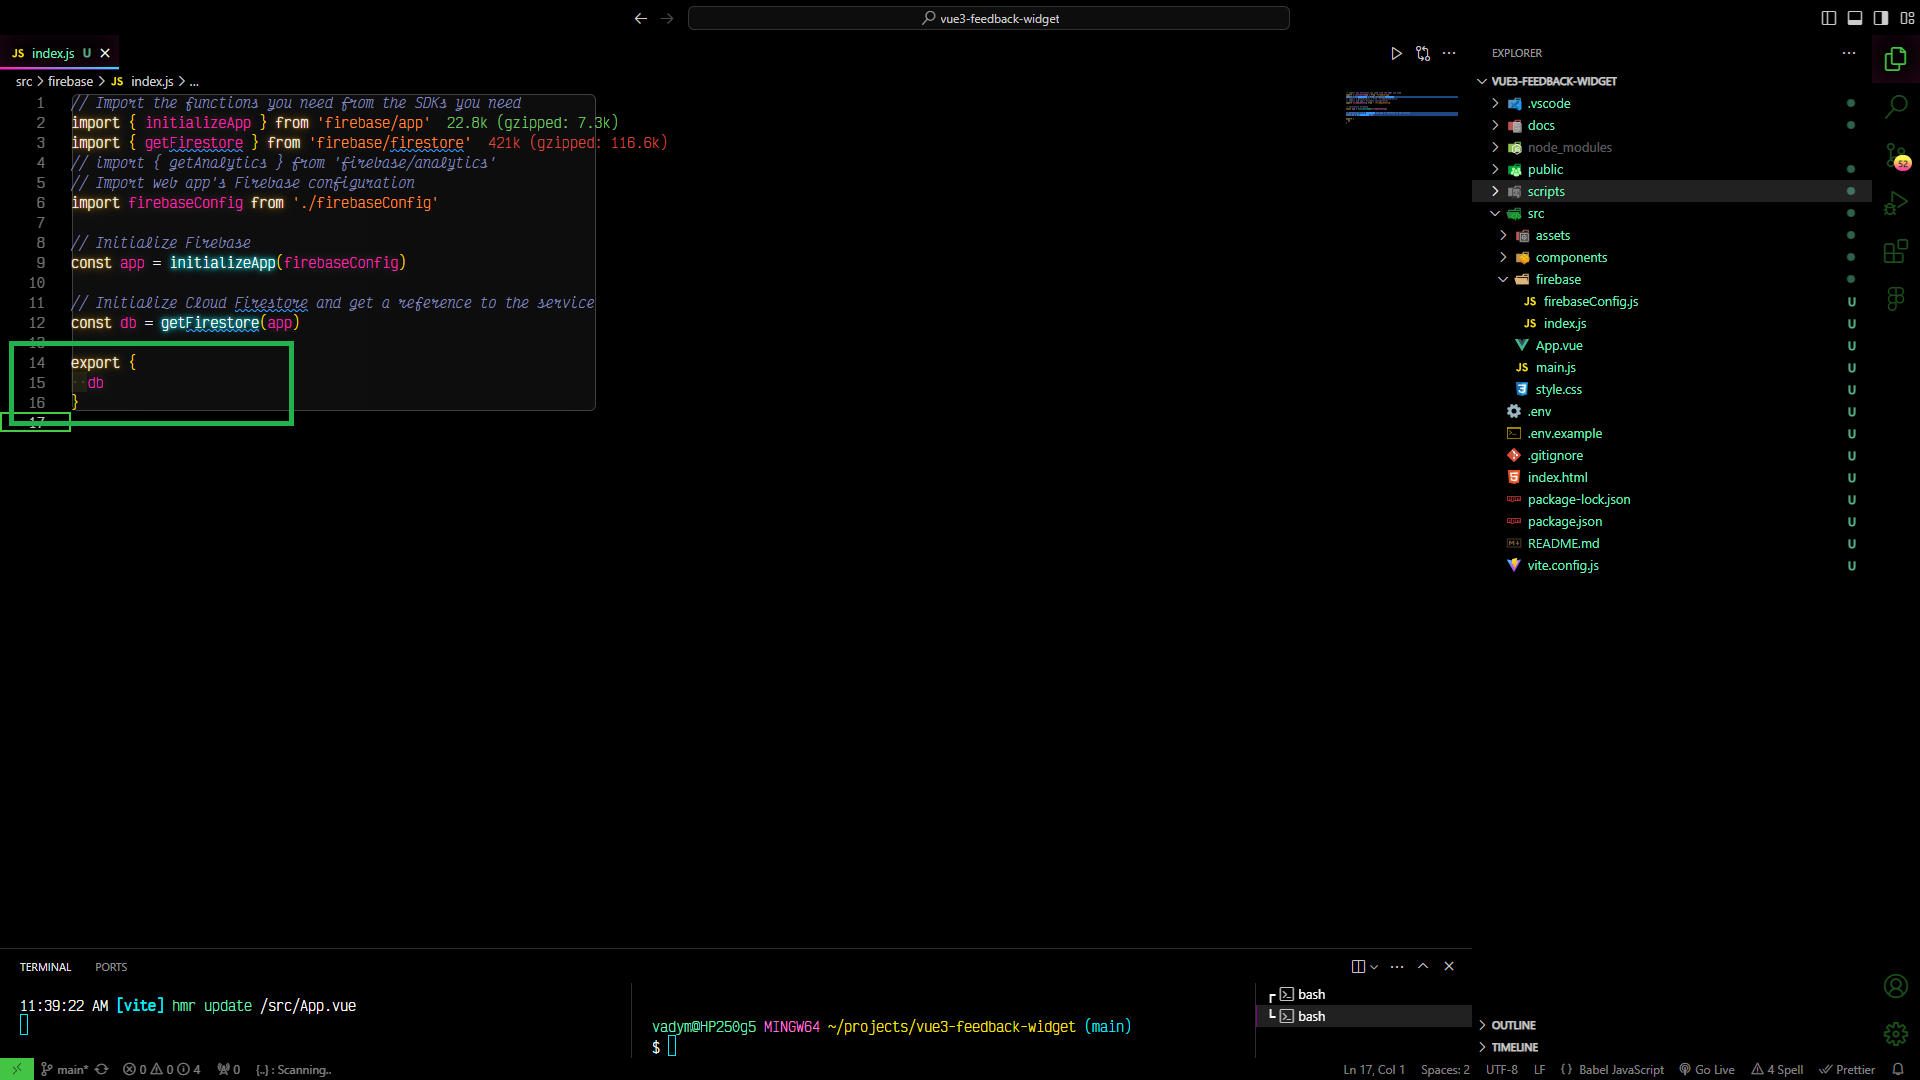 vue3-feedback-widget
JS index.js U
src > firebase > JS index.js > ...
1 // Import the functions you need from the SDKs you need
2 import { initializeApp } from 'firebase/app' 22.8k (gzipped: 7.3k)
3 import { getFirestore } from 'firebase/firestore' 421k (gzipped: 116.6k)
4 // import { getAnalytics } from 'firebase/analytics'
5 // Import web app's Firebase configuration
6 import firebaseConfig from './firebaseConfig'
7
8 // Initialize Firebase
9 const app = initializeApp(firebaseConfig)
10
11 // Initialize Cloud Firestore and get a reference to the service
12 const db = getFirestore(app)
13
14 export {
15 ··db
16 }
17
EXPLORER
VUE3-FEEDBACK-WIDGET
.vscode
docs
node_modules
public
scripts
src
assets
components
firebase
JS firebaseConfig.js U
JS index.js U
App.vue U
JS main.js U
style.css U
.env U
.env.example U
.gitignore U
index.html U
package-lock.json U
package.json U
README.md U
vite.config.js U
52
TERMINAL PORTS
11:39:22 AM [vite] hmr update /src/App.vue
vadym@HP250g5 MINGW64 ~/projects/vue3-feedback-widget (main)
$
bash
bash
OUTLINE
TIMELINE
main* 0 0 4 0 {..} : Scanning.. Ln 17, Col 1 Spaces: 2 UTF-8 LF {} Babel JavaScript Go Live 4 Spell Prettier